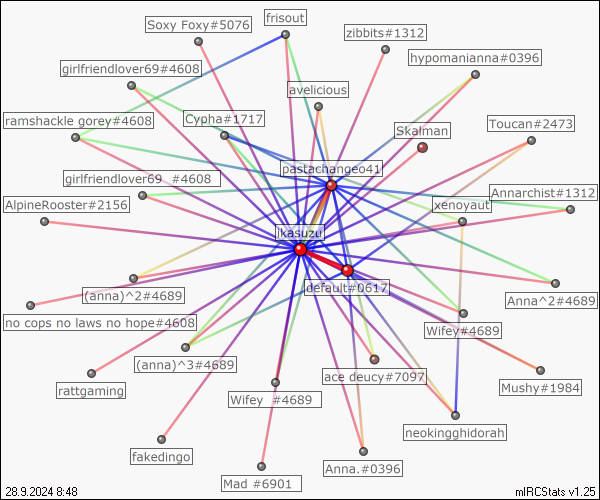 frisout
Soxy Foxy#5076
zibbits#1312
hypomanianna#0396
girlfriendlover69#4608
avelicious
ramshackle gorey#4608
Cypha#1717
Toucan#2473
Skalman
pastachangeo41
girlfriendlover69_#4608
Annarchist#1312
AlpineRooster#2156
xenoyaut
ikasuzu
default#0617
(anna)^2#4689
Anna^2#4689
no cops no laws no hope#4608
Wifey#4689
(anna)^3#4689
rattgaming
ace deucy#7097
Mushy#1984
Wifey #4689
neokingghidorah
fakedingo
Anna.#0396
Mad #6901
28.9.2024 8:48
mIRCStats v1.25